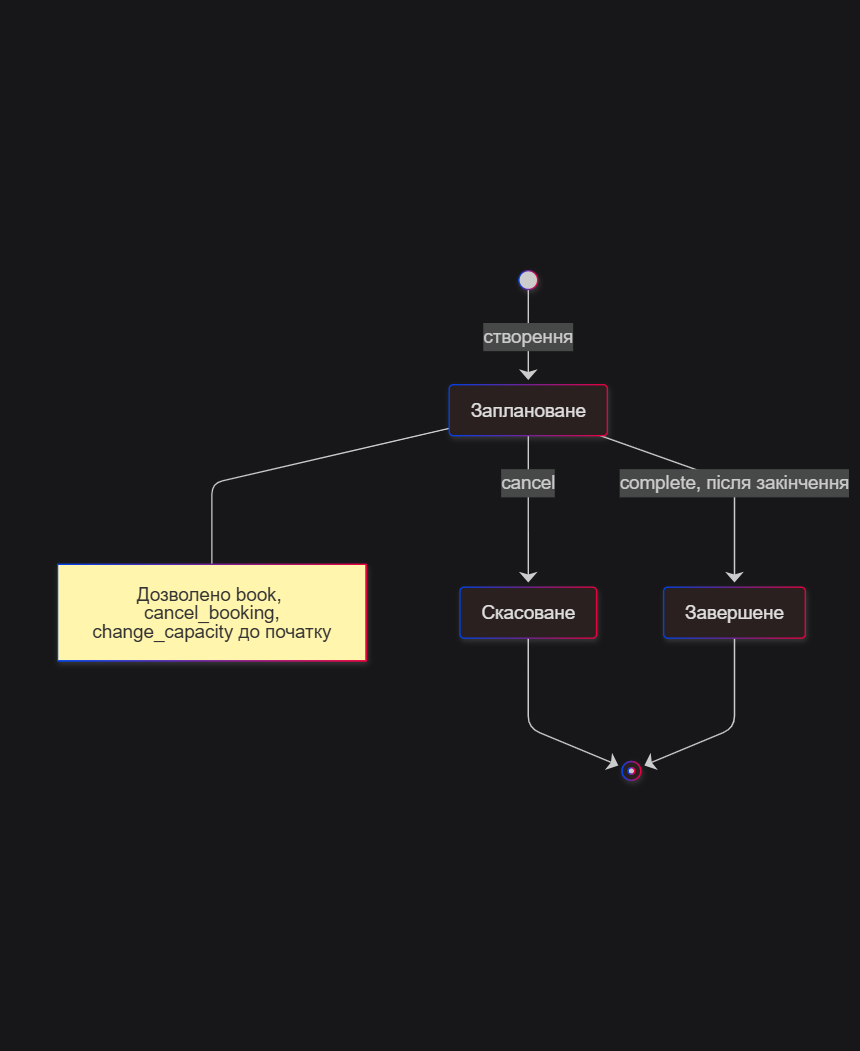 створення
Заплановане
cancel
complete, після закінчення
Дозволено book,
cancel_booking,
change_capacity до початку
Скасоване
Завершене